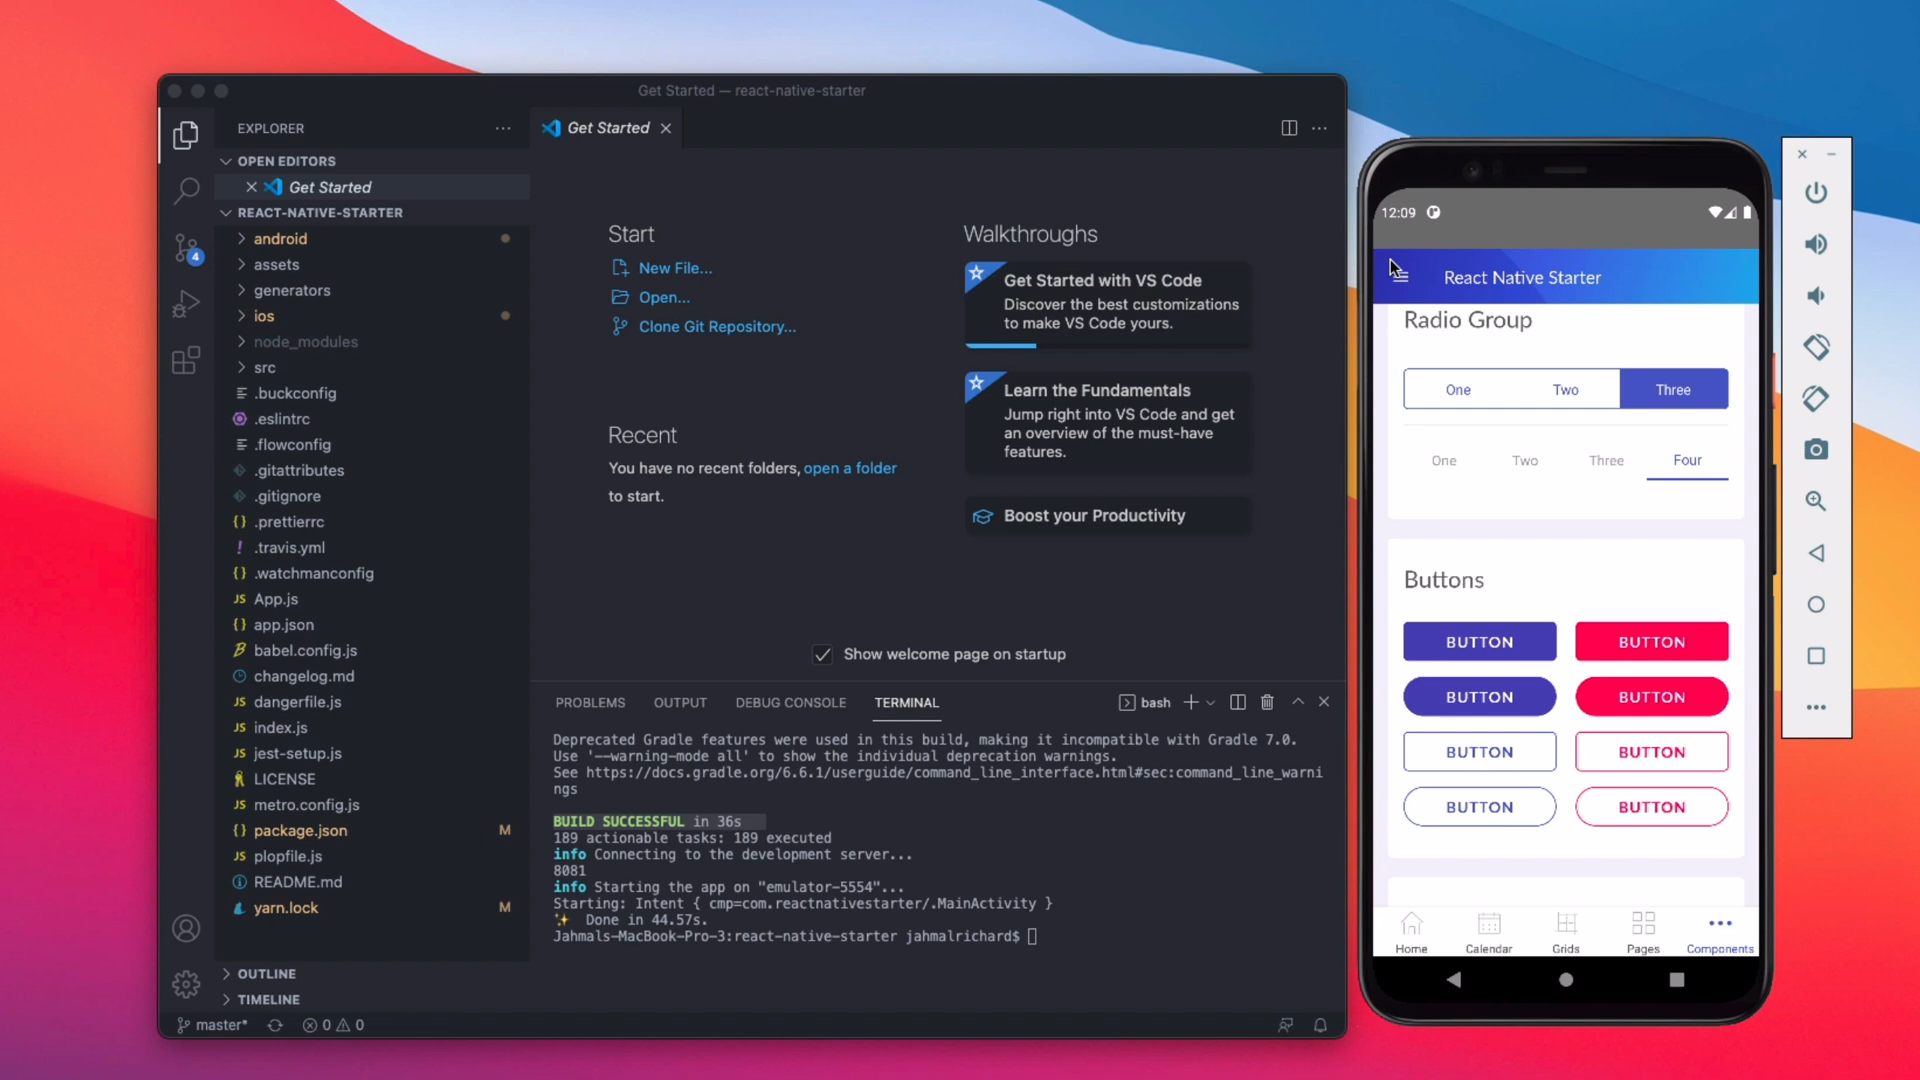 Get Started — react-native-starter
EXPLORER
Get Started
OPEN EDITORS
Get Started
REACT-NATIVE-STARTER
android
assets
generators
ios
node_modules
src
.buckconfig
.eslintrc
.flowconfig
.gitattributes
.gitignore
.prettierrc
.travis.yml
.watchmanconfig
App.js
app.json
babel.config.js
changelog.md
dangerfile.js
index.js
jest-setup.js
LICENSE
metro.config.js
package.json M
plopfile.js
README.md
yarn.lock M
OUTLINE
TIMELINE
4
master*
0 0
Start
New File...
Open...
Clone Git Repository...
Recent
You have no recent folders, open a folder
to start.
Walkthroughs
Get Started with VS Code
Discover the best customizations
to make VS Code yours.
Learn the Fundamentals
Jump right into VS Code and get
an overview of the must-have
features.
Boost your Productivity
Show welcome page on startup
PROBLEMS OUTPUT DEBUG CONSOLE TERMINAL
bash
Deprecated Gradle features were used in this build, making it incompatible with Gradle 7.0.
Use '--warning-mode all' to show the individual deprecation warnings.
See https://docs.gradle.org/6.6.1/userguide/command_line_interface.html#sec:command_line_warni
ngs
BUILD SUCCESSFUL in 36s
189 actionable tasks: 189 executed
info Connecting to the development server...
8081
info Starting the app on "emulator-5554"...
Starting: Intent { cmp=com.reactnativestarter/.MainActivity }
Done in 44.57s.
Jahmals-MacBook-Pro-3:react-native-starter jahmalrichard$
12:09
React Native Starter
Radio Group
One Two Three
One Two Three Four
Buttons
BUTTON BUTTON
BUTTON BUTTON
BUTTON BUTTON
BUTTON BUTTON
Home Calendar Grids Pages Components